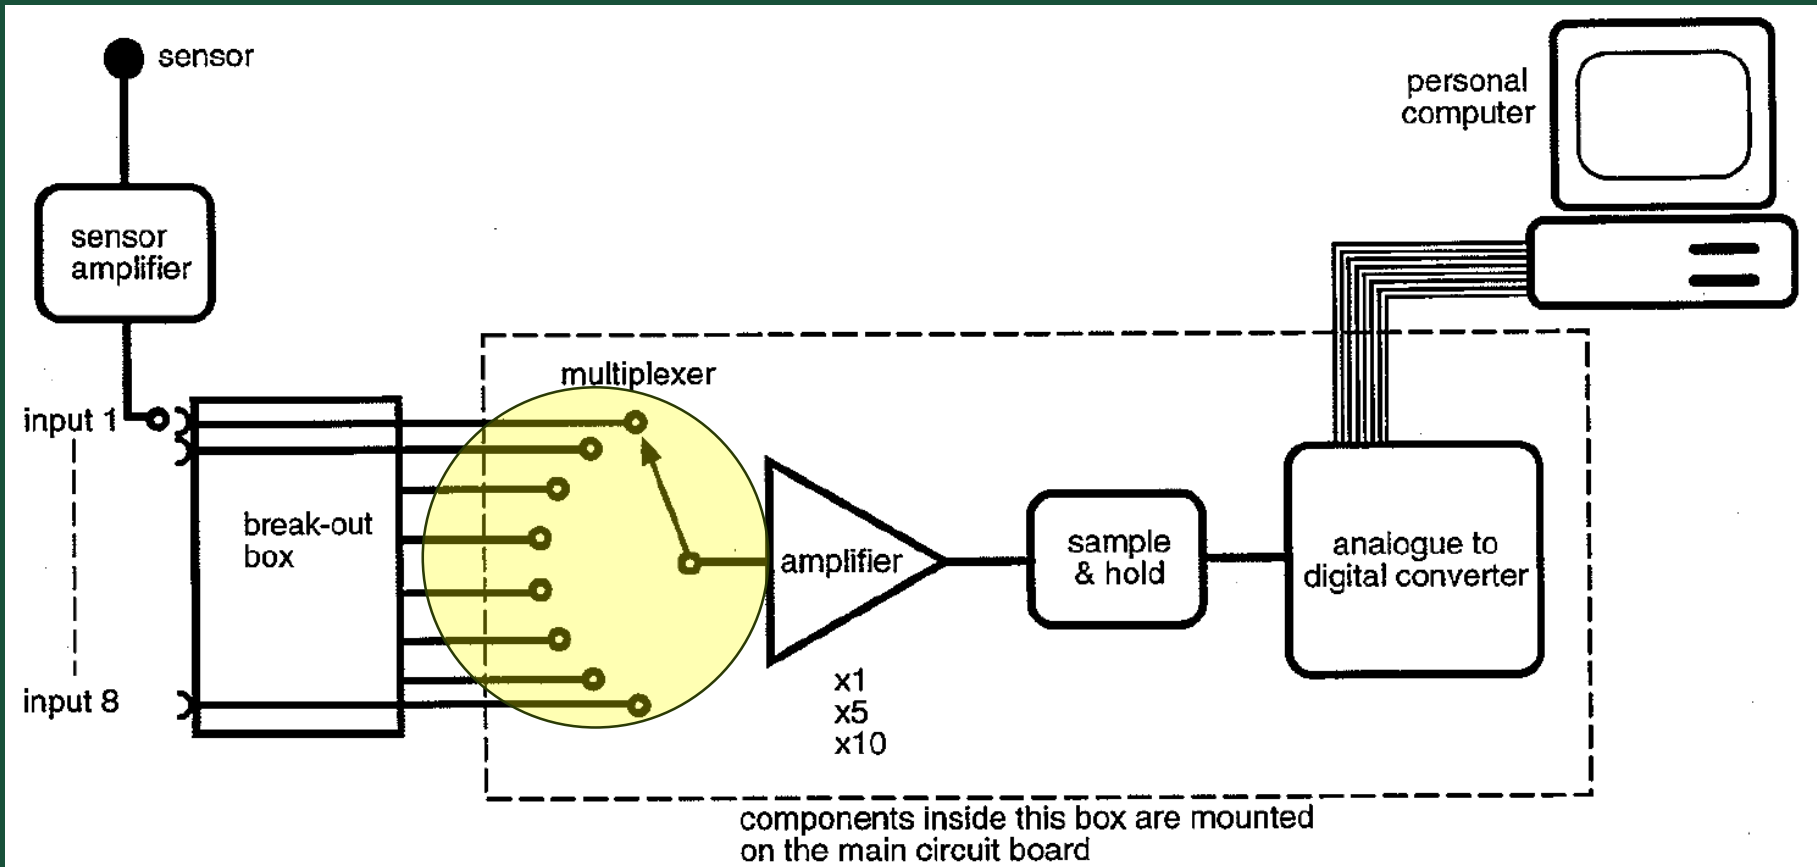 sensor
personal
computer
sensor
amplifier
multiplexer
input 1
break-out
box
amplifier
sample
& hold
analogue to
digital converter
input 8
x1
x5
x10
components inside this box are mounted
on the main circuit board